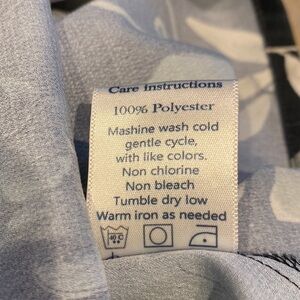 Care instructions
100% Polyester
Mashine wash cold
gentle cycle,
with like colors.
Non chlorine
Non bleach
Tumble dry low
Warm iron as needed
40 C